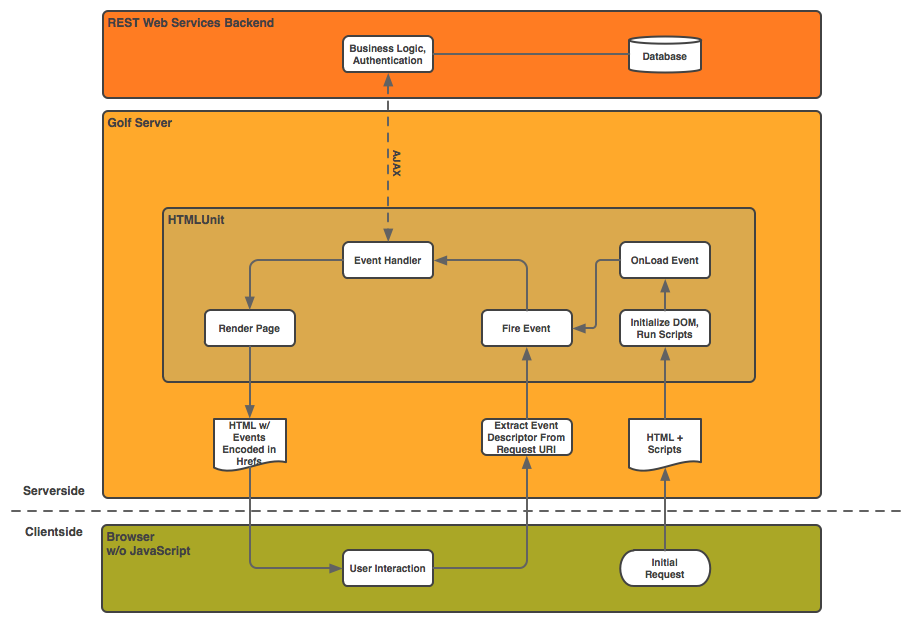 REST Web Services Backend
Business Logic,
Authentication
Database
Golf Server
AJAX
HTMLUnit
Event Handler
OnLoad Event
Render Page
Fire Event
Initialize DOM,
Run Scripts
HTML w/
Events
Encoded in
Hrefs
Extract Event
Descriptor From
Request URI
HTML +
Scripts
Serverside
Clientside
Browser
w/o JavaScript
User Interaction
Initial
Request